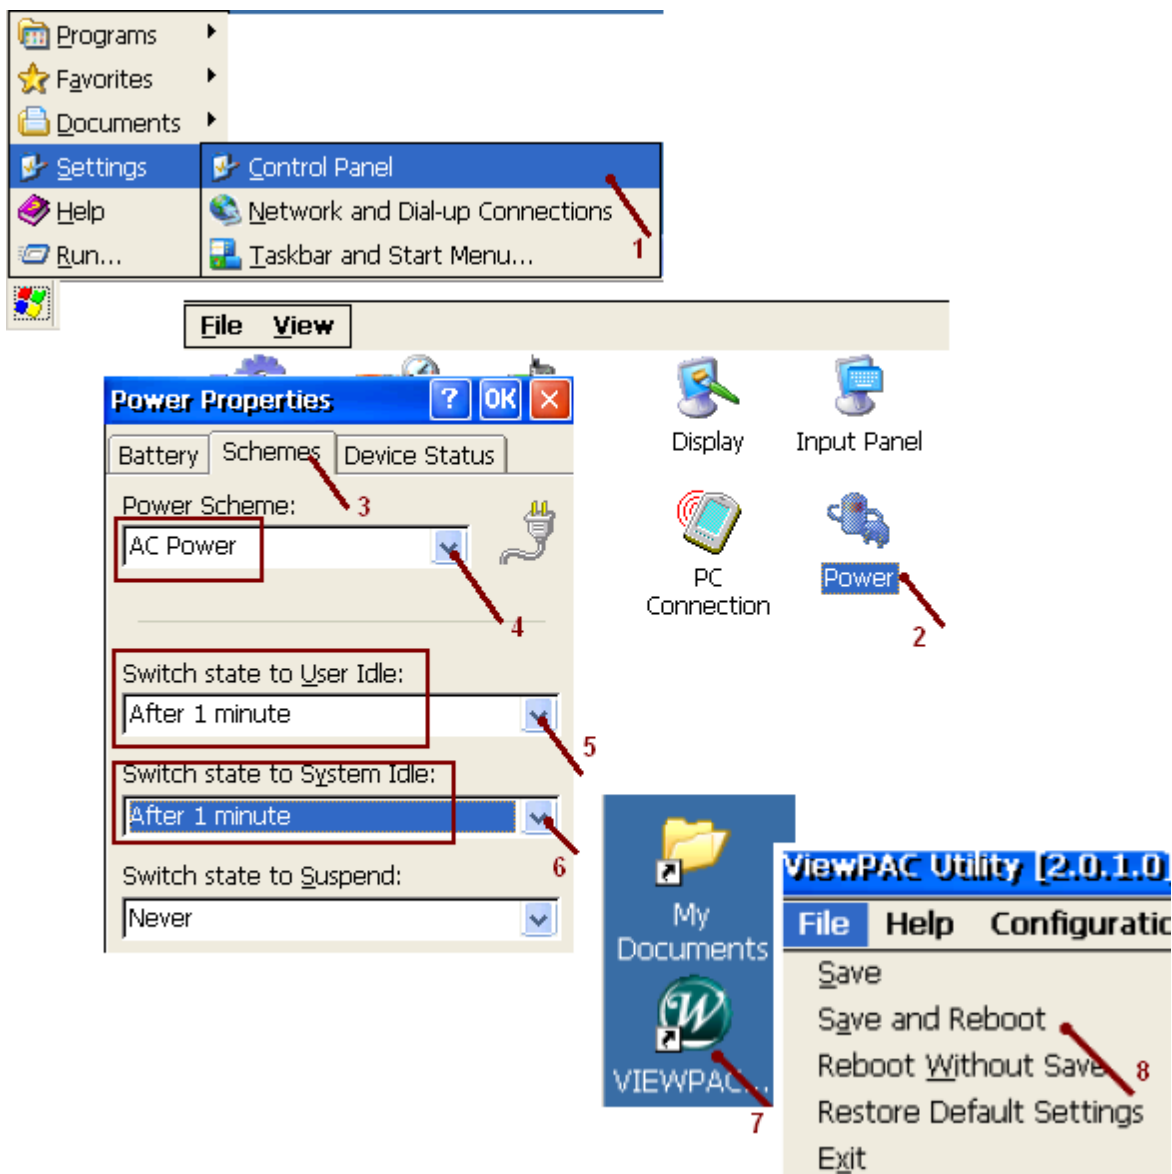 Programs
Favorites
Documents
Settings
Control Panel
Help
Network and Dial-up Connections
1
Run...
Taskbar and Start Menu...
File View
Power Properties ? OK
Display
Input Panel
Battery Schemes Device Status
3
Power Scheme:
AC Power
4
PC
Connection
Power
2
Switch state to User Idle:
After 1 minute
5
Switch state to System Idle:
After 1 minute
6
Switch state to Suspend:
Never
My
Documents
VIEWPAC...
7
ViewPAC Utility [2.0.1.0]
File Help Configuratic
Save
Save and Reboot
Reboot Without Save
8
Restore Default Settings
Exit